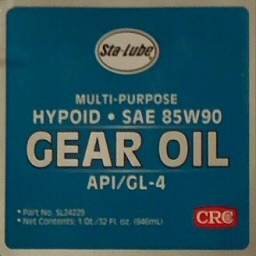 Sta-Lube®
MULTI-PURPOSE
HYPOID • SAE 85W90
GEAR OIL
API/GL-4
• Part No. SL24229
• Net Contents: 1 Qt./32 Fl. oz. (946mL)
CRC